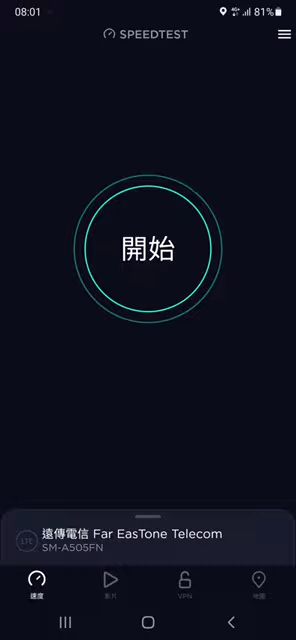 08:01
4G+
81%
SPEEDTEST
開始
LTE
遠傳電信 Far EasTone Telecom
SM-A505FN
速度
影片
VPN
地圖